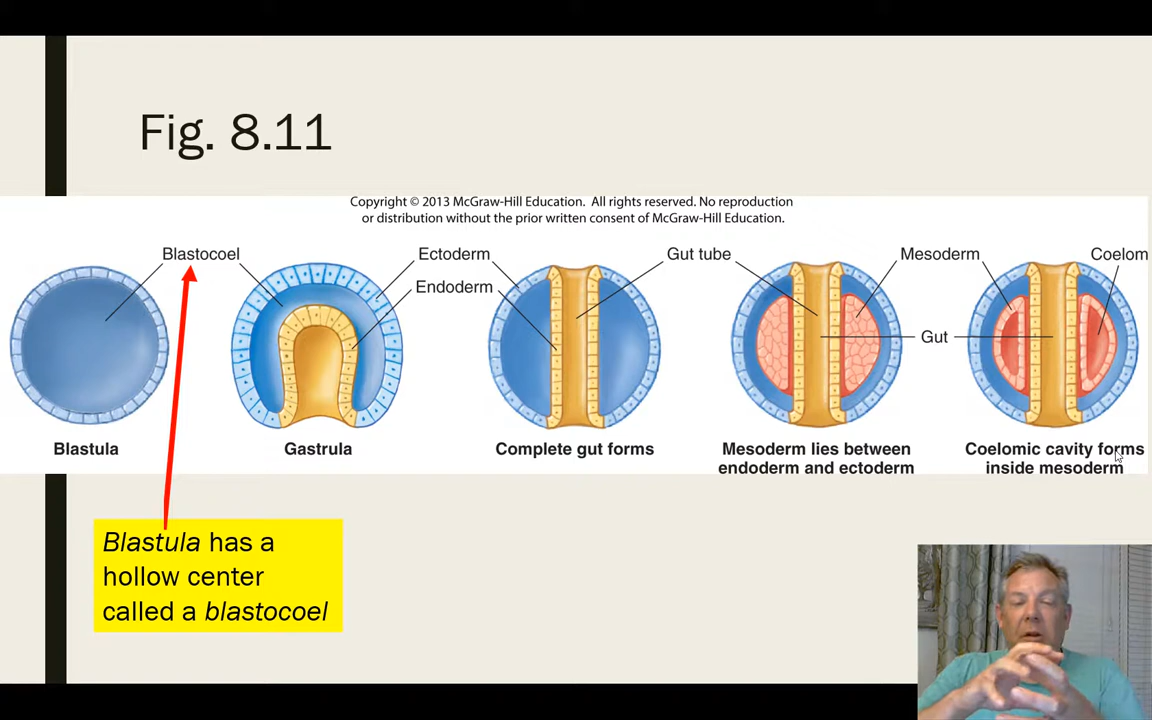 Fig. 8.11
Copyright © 2013 McGraw-Hill Education. All rights reserved. No reproduction
or distribution without the prior written consent of McGraw-Hill Education.
Blastocoel
Ectoderm
Endoderm
Gut tube
Mesoderm
Coelom
Gut
Blastula
Gastrula
Complete gut forms
Mesoderm lies between
endoderm and ectoderm
Coelomic cavity forms
inside mesoderm
Blastula has a
hollow center
called a blastocoel